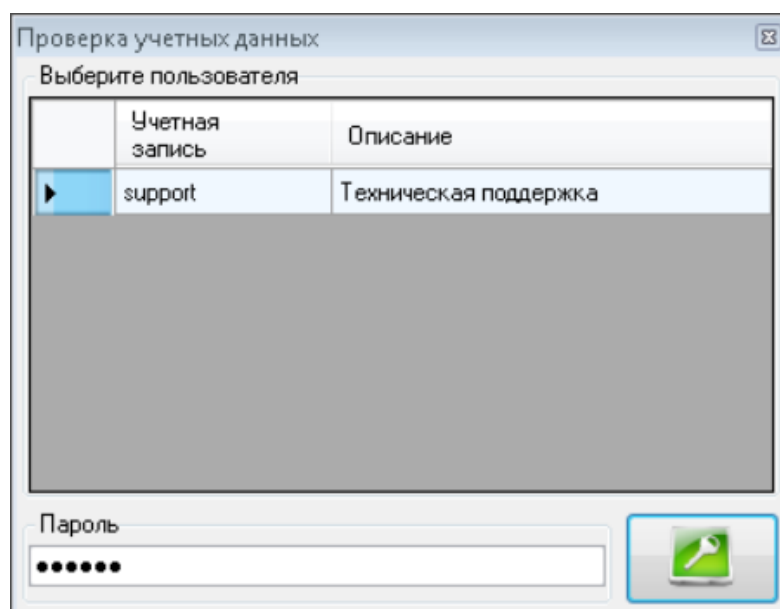 Проверка учетных данных
Выберите пользователя
Учетная
запись
Описание
support
Техническая поддержка
Пароль
••••••